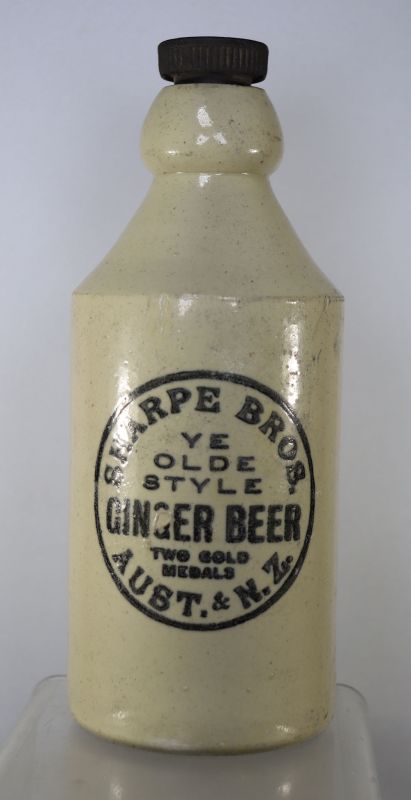 SHARPE BROS.
YE
OLDE
STYLE
GINGER BEER
TWO GOLD
MEDALS
AUST. & N.Z.